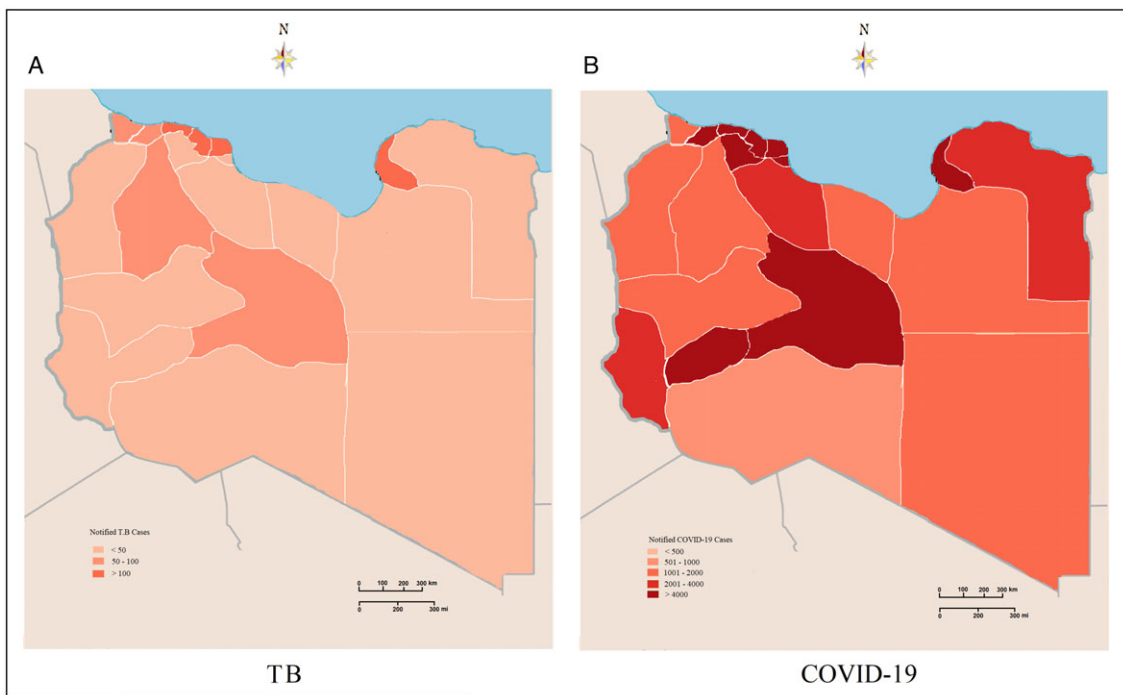 N
A
Notified T.B Cases
< 50
50 - 100
> 100
0 100 200 300 km
0 200 300 mi
TB
N
B
Notified COVID-19 Cases
< 500
501 - 1000
1001 - 2000
2001 - 4000
> 4000
0 100 200 300 km
0 200 300 mi
COVID-19